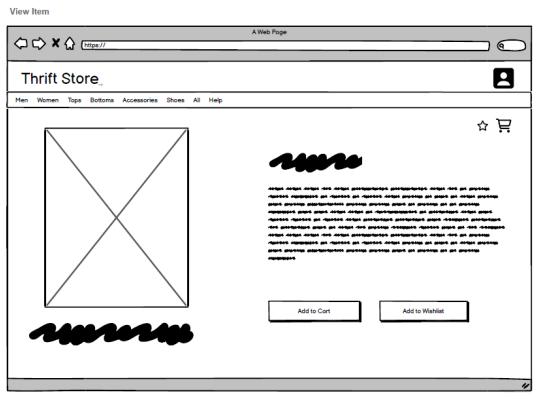 View Item
A Web Page
https://
Thrift Store
Men Women Tops Bottoms Accessories Shoes All Help
Add to Cart Add to Wishlist